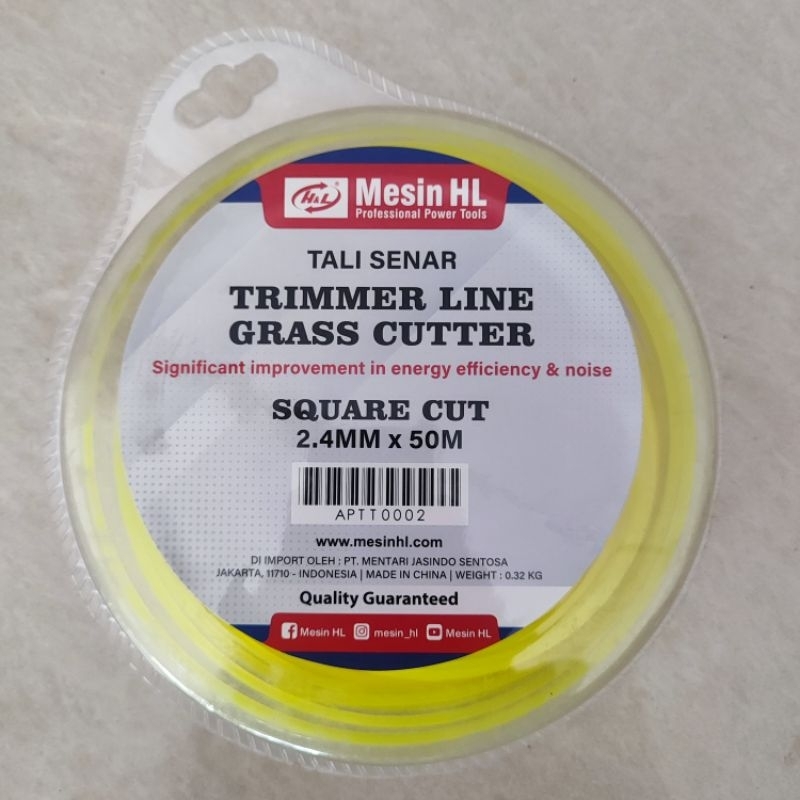 H&L
Mesin HL
Professional Power Tools
TALI SENAR
TRIMMER LINE
GRASS CUTTER
Significant improvement in energy efficiency & noise
SQUARE CUT
2.4MM x 50M
APTT0002
www.mesinhl.com
DI IMPORT OLEH : PT. MENTARI JASINDO SENTOSA
JAKARTA, 11710 - INDONESIA | MADE IN CHINA | WEIGHT : 0.32 KG
Quality Guaranteed
Mesin HL mesin_hl Mesin HL